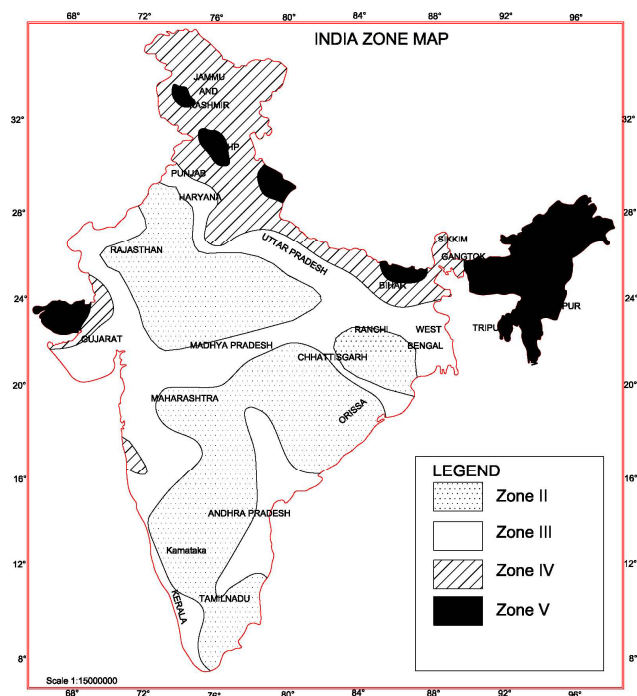 68° 72° 76° 80° 84° 88° 92° 96°
INDIA ZONE MAP
JAMMU
AND
KASHMIR
32° 32°
HP
PUNJAB
HARYANA
28° 28°
UTTAR PRADESH
SIKKIM
RAJASTHAN
GANGTOK
BIHAR
24° 24°
PUR
RANCHI
WEST
TRIPU
GUJARAT
MADHYA PRADESH
BENGAL
CHHATTISGARH
20° 20°
MAHARASHTRA
ORISSA
LEGEND
16° 16°
Zone II
ANDHRA PRADESH
Zone III
Karnataka
12° 12°
Zone IV
TAMILNADU
KERALA
Zone V
8° 8°
Scale 1:15000000
68° 72° 76° 80° 84° 88° 92° 96°